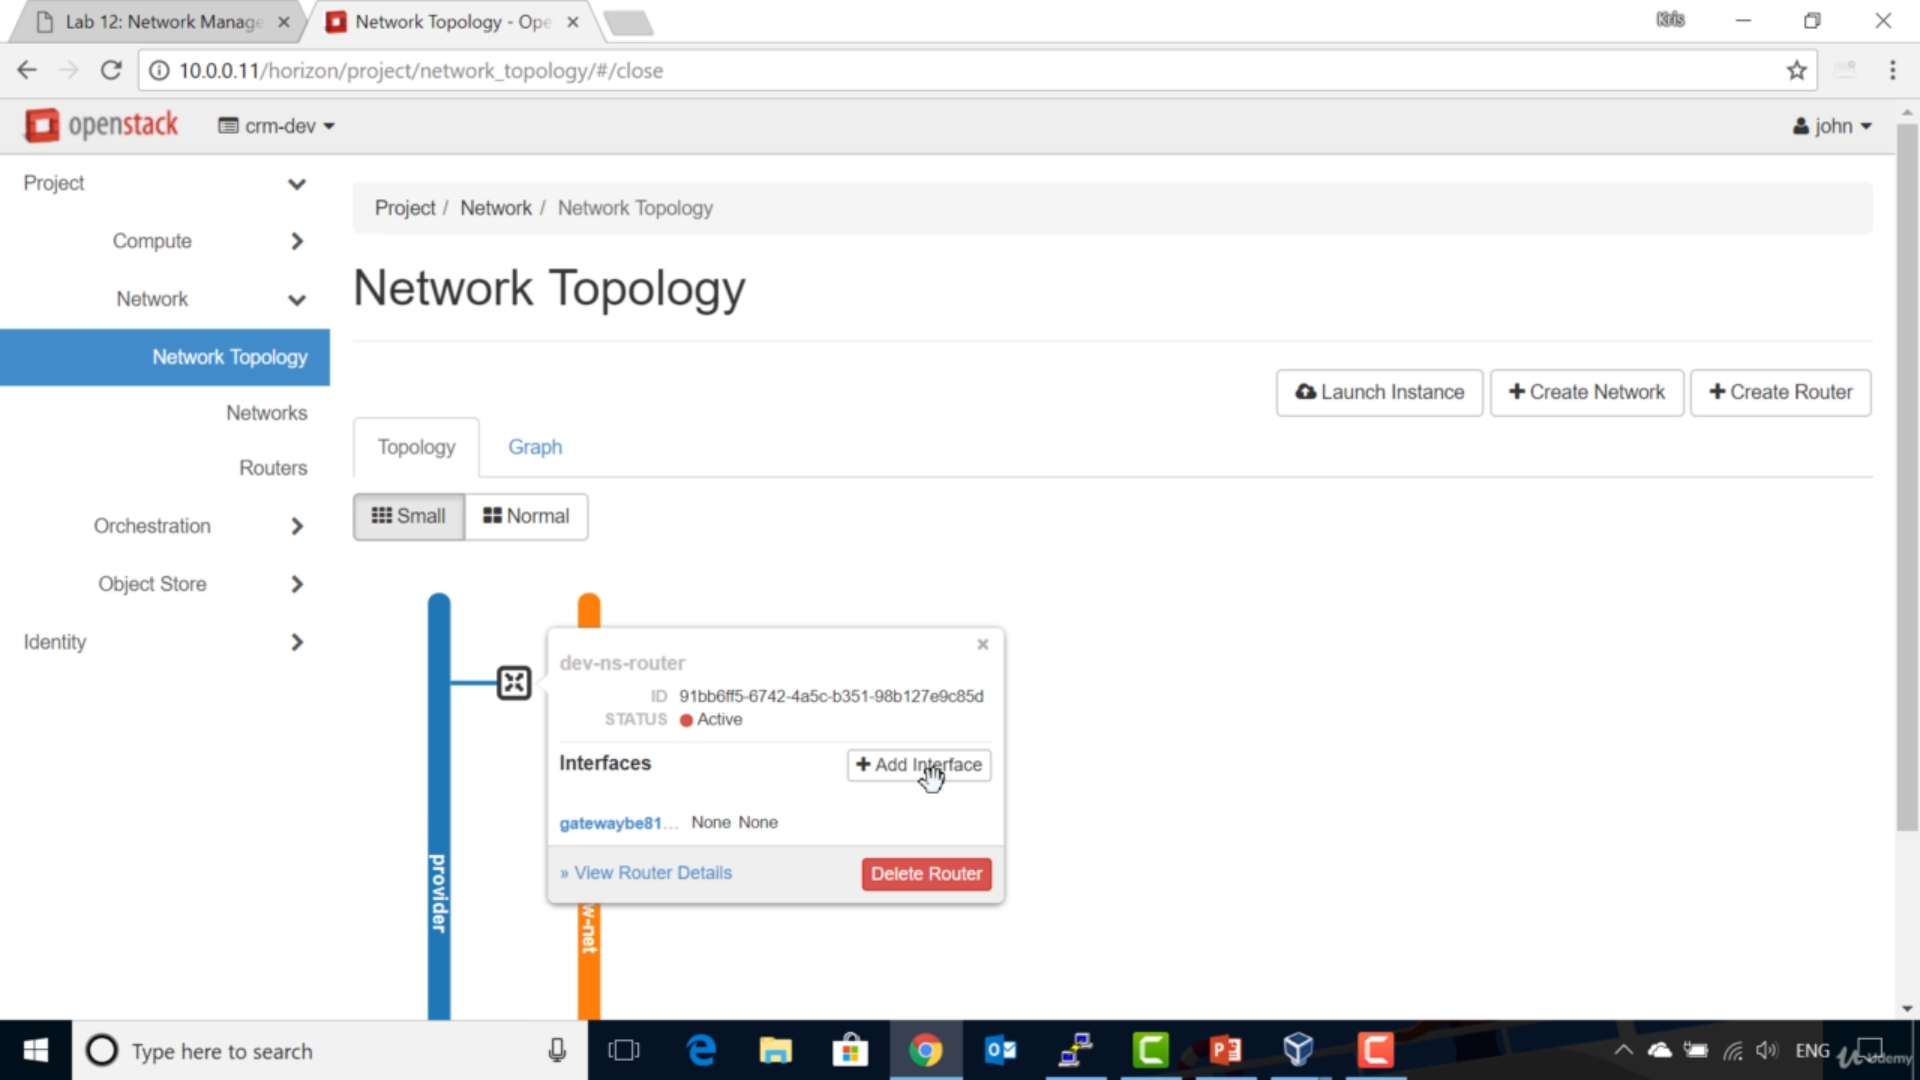 Lab 12: Network Manage
Network Topology - Ope
Kris
10.0.0.11/horizon/project/network_topology/#/close
openstack
crm-dev
john
Project
Compute
Network
Network Topology
Networks
Routers
Orchestration
Object Store
Identity
Project / Network / Network Topology
Network Topology
Launch Instance
+ Create Network
+ Create Router
Topology
Graph
Small
Normal
provider
w-net
dev-ns-router
ID 91bb6ff5-6742-4a5c-b351-98b127e9c85d
STATUS Active
Interfaces
+ Add Interface
gatewaybe81... None None
» View Router Details
Delete Router
Type here to search
ENG
Udemy